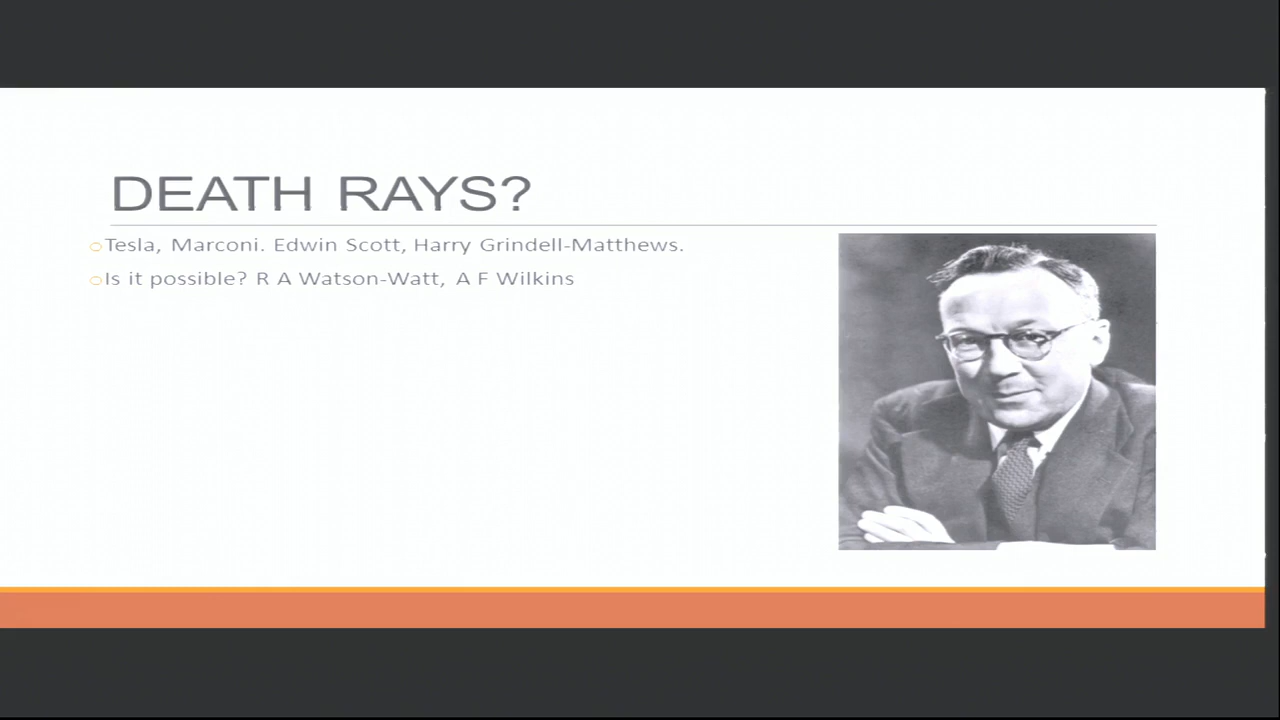 DEATH RAYS?
Tesla, Marconi. Edwin Scott, Harry Grindell-Matthews.
Is it possible? R A Watson-Watt, A F Wilkins